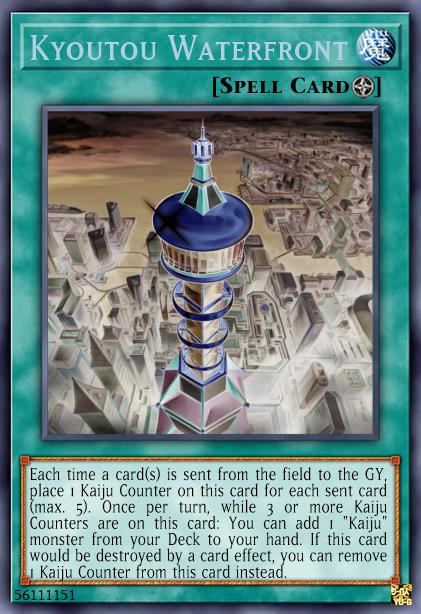 Kyoutou Waterfront
魔
[Spell Card]
Each time a card(s) is sent from the field to the GY,
place 1 Kaiju Counter on this card for each sent card
(max. 5). Once per turn, while 3 or more Kaiju
Counters are on this card: You can add 1 "Kaiju"
monster from your Deck to your hand. If this card
would be destroyed by a card effect, you can remove
1 Kaiju Counter from this card instead.
56111151